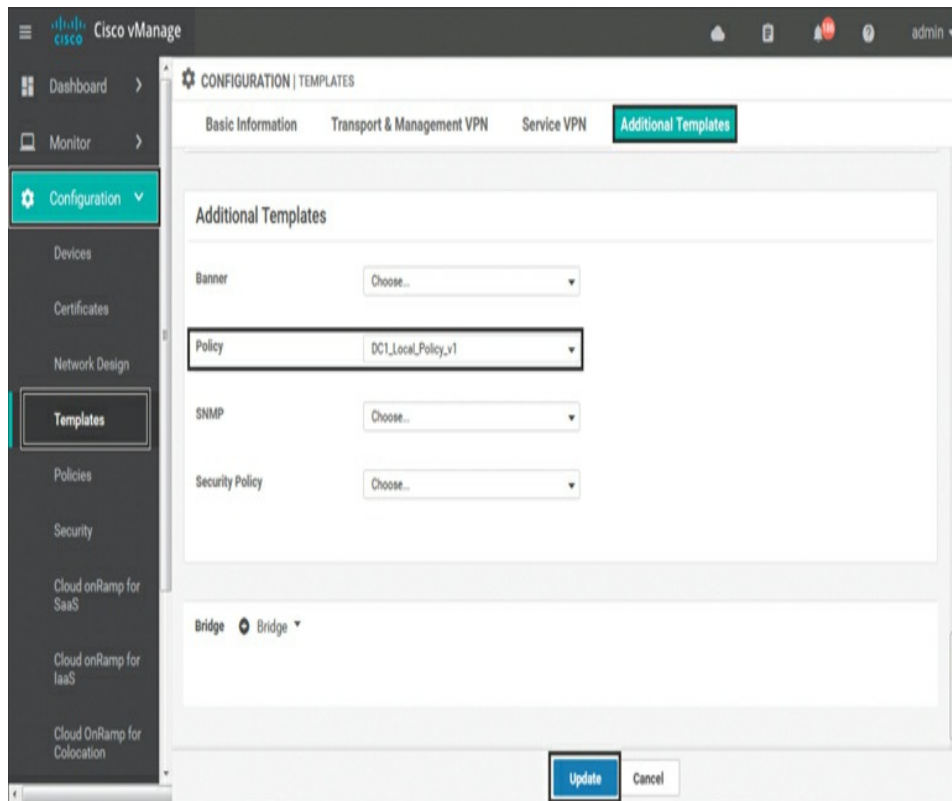 CISCO Cisco vManage
186
admin
Dashboard
Monitor
Configuration
Devices
Certificates
Network Design
Templates
Policies
Security
Cloud onRamp for
SaaS
Cloud onRamp for
IaaS
Cloud OnRamp for
Colocation
CONFIGURATION | TEMPLATES
Basic Information Transport & Management VPN Service VPN Additional Templates
Additional Templates
Banner Choose...
Policy DC1_Local_Policy_v1
SNMP Choose...
Security Policy Choose...
Bridge Bridge
Update Cancel